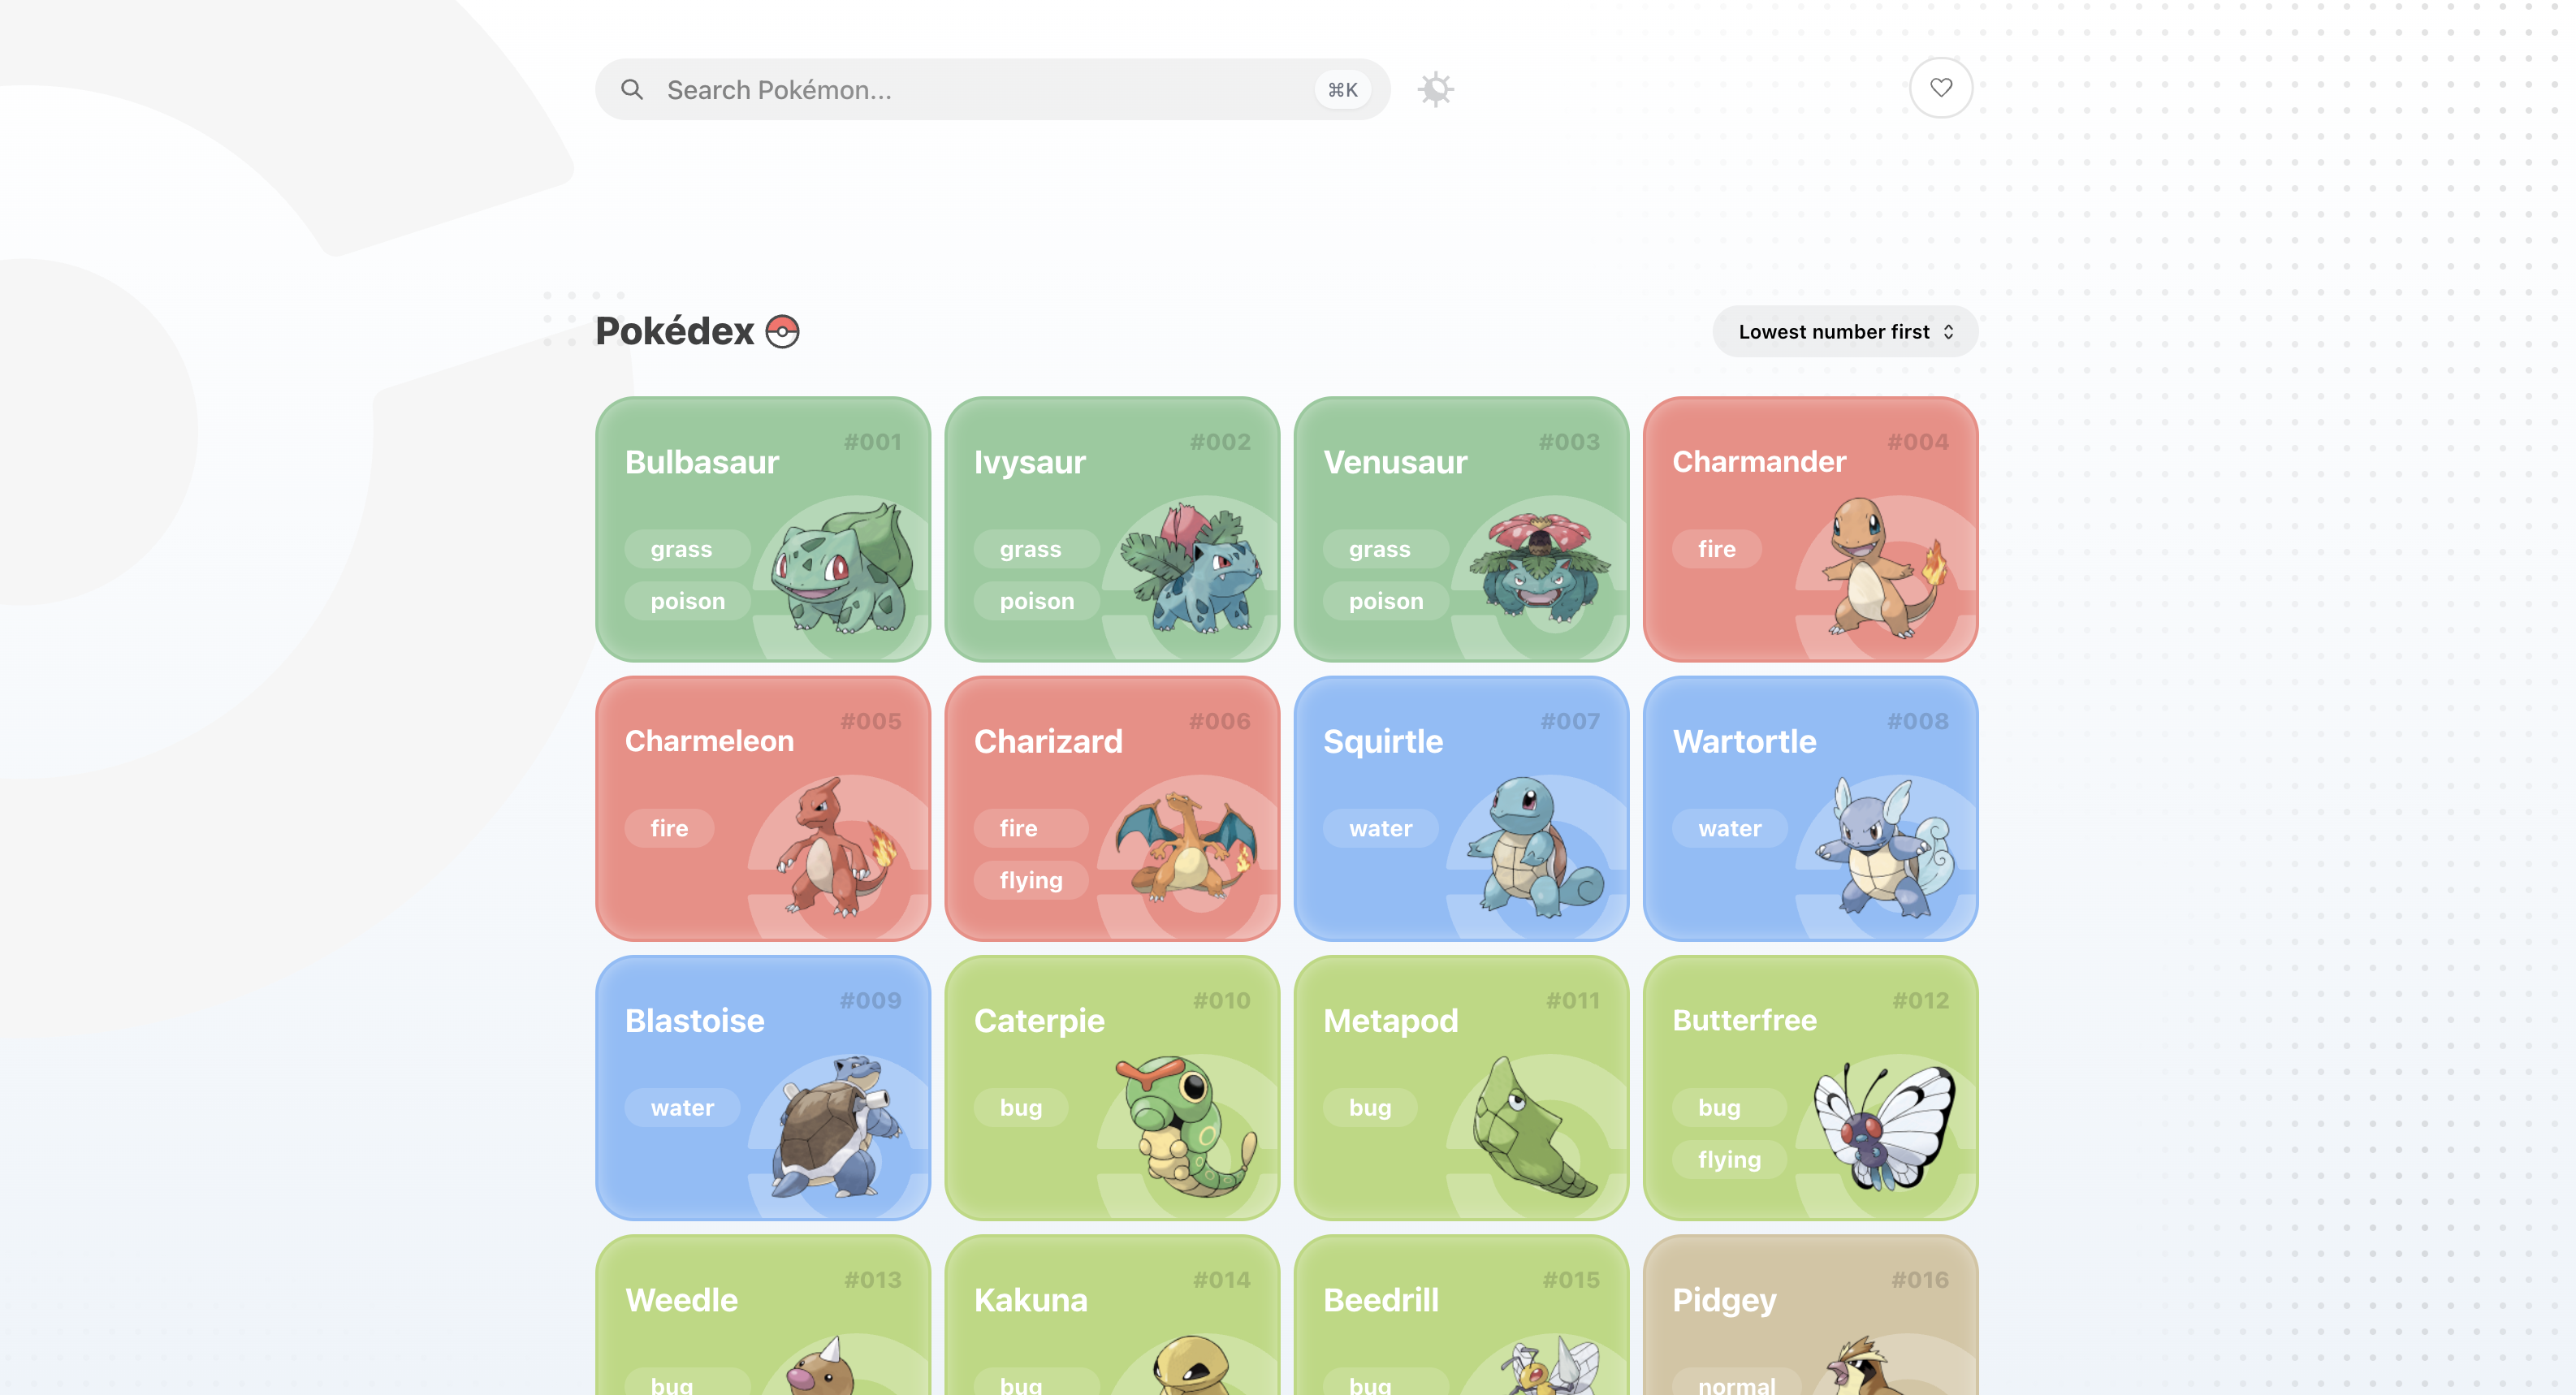 Search Pokémon...
⌘K
Pokédex
Lowest number first
#001
Bulbasaur
grass
poison
#002
Ivysaur
grass
poison
#003
Venusaur
grass
poison
#004
Charmander
fire
#005
Charmeleon
fire
#006
Charizard
fire
flying
#007
Squirtle
water
#008
Wartortle
water
#009
Blastoise
water
#010
Caterpie
bug
#011
Metapod
bug
#012
Butterfree
bug
flying
#013
Weedle
bug
#014
Kakuna
bug
#015
Beedrill
bug
#016
Pidgey
normal